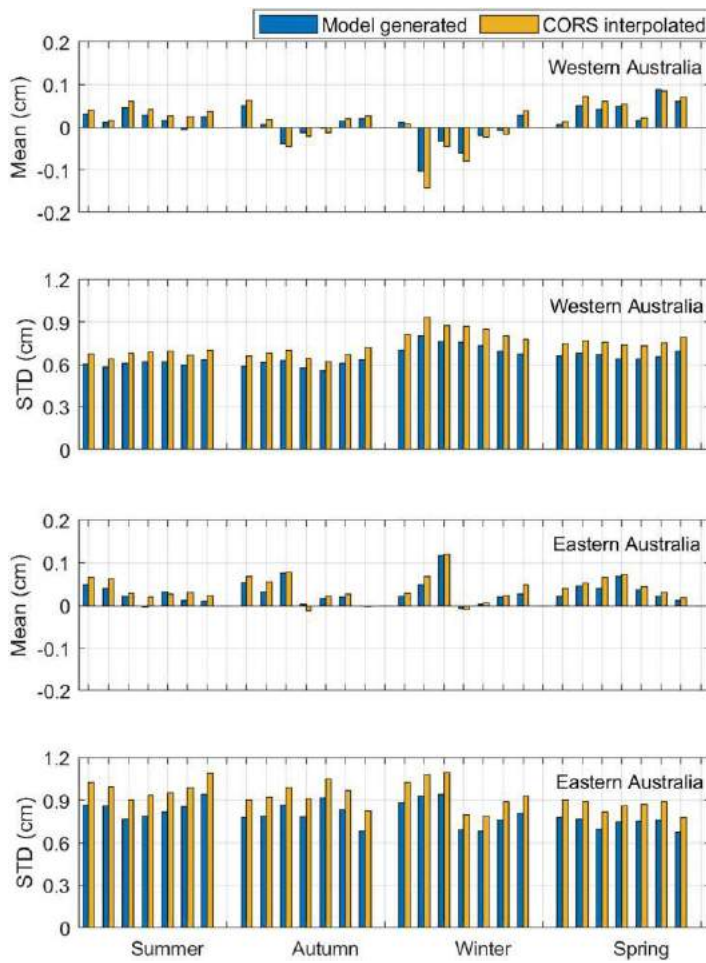 Model generated CORS interpolated
Western Australia
Mean (cm)
0.2
0.1
0
-0.1
-0.2
Western Australia
STD (cm)
1.2
0.9
0.6
0.3
0
Eastern Australia
Mean (cm)
0.2
0.1
0
-0.1
-0.2
Eastern Australia
STD (cm)
1.2
0.9
0.6
0.3
0
Summer Autumn Winter Spring